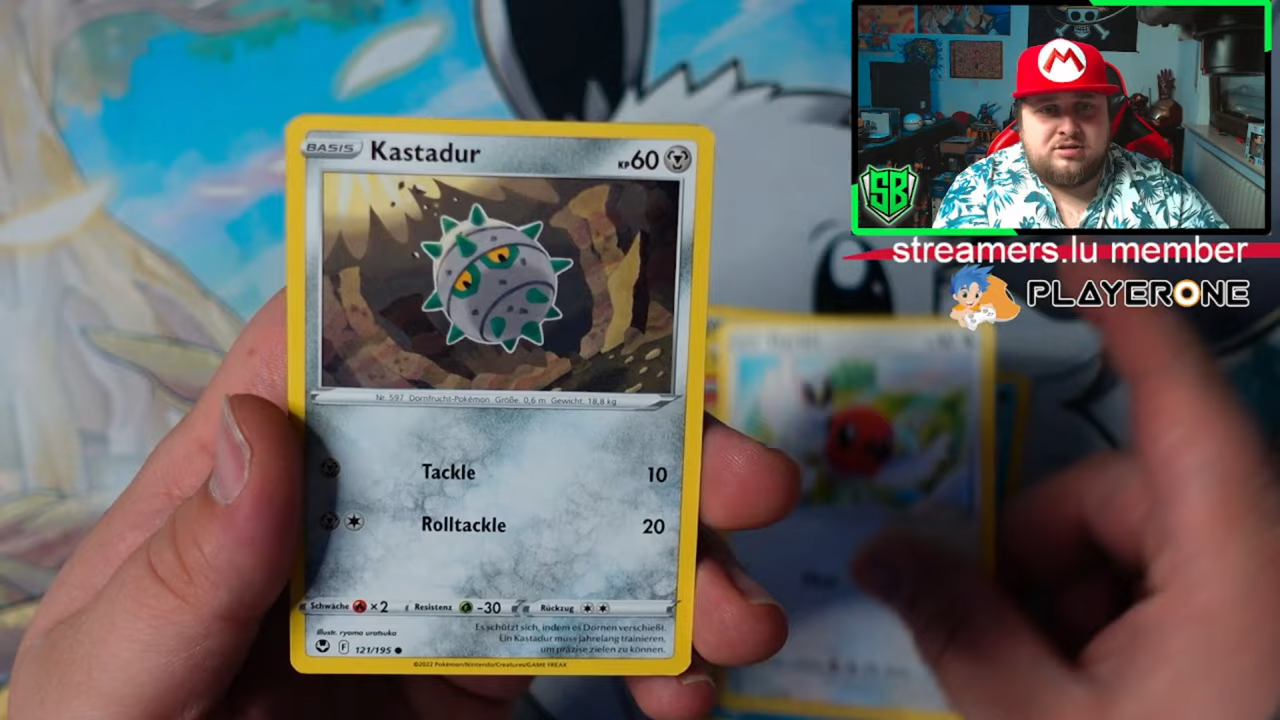 BASIS Kastadur KP60
Nr. 597 Dornfrucht-Pokémon Größe: 0,6 m Gewicht: 18,8 kg
Tackle 10
Rolltackle 20
Schwäche ×2 Resistenz -30 Rückzug
Es schützt sich, indem es Dornen verschießt.
Ein Kastadur muss jahrelang trainieren,
um präzise zielen zu können.
Illustr. ryoma uratsuka
F 121/195
©2022 Pokémon/Nintendo/Creatures/GAME FREAK
M
SB
streamers.lu member
PLAYERONE